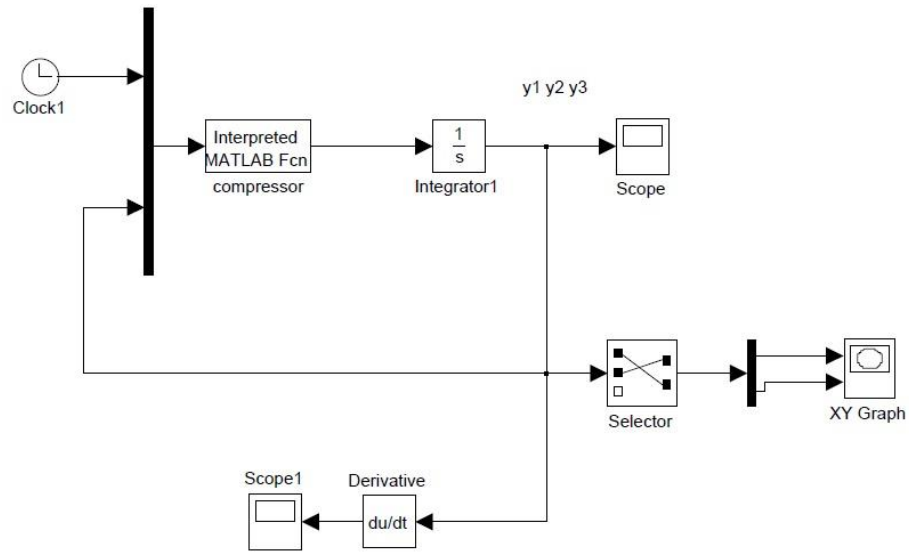 Clock1
y1 y2 y3
Interpreted
MATLAB Fcn
compressor
1
s
Integrator1
Scope
Selector
XY Graph
Scope1
Derivative
du/dt